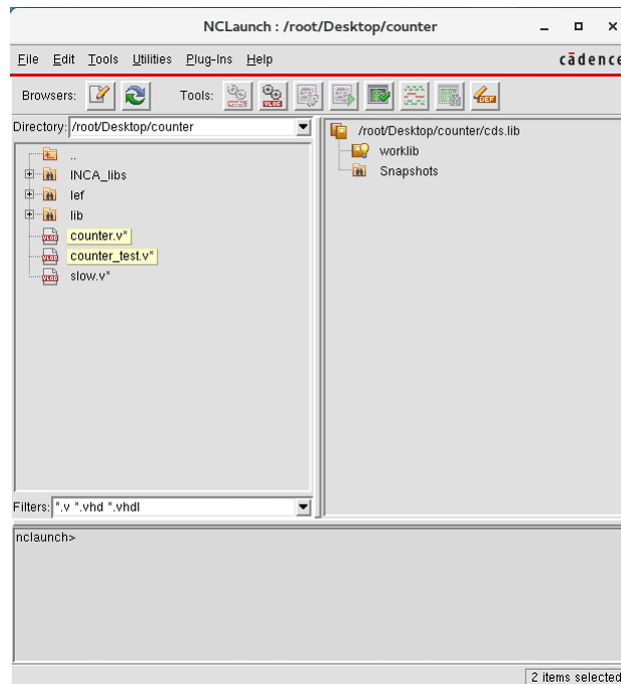 NCLaunch : /root/Desktop/counter
File Edit Tools Utilities Plug-Ins Help
cādence
Browsers: Tools:
Directory: /root/Desktop/counter
..
INCA_libs
lef
lib
counter.v*
counter_test.v*
slow.v*
/root/Desktop/counter/cds.lib
worklib
Snapshots
Filters: *.v *.vhd *.vhdl
nclaunch>
2 items selected